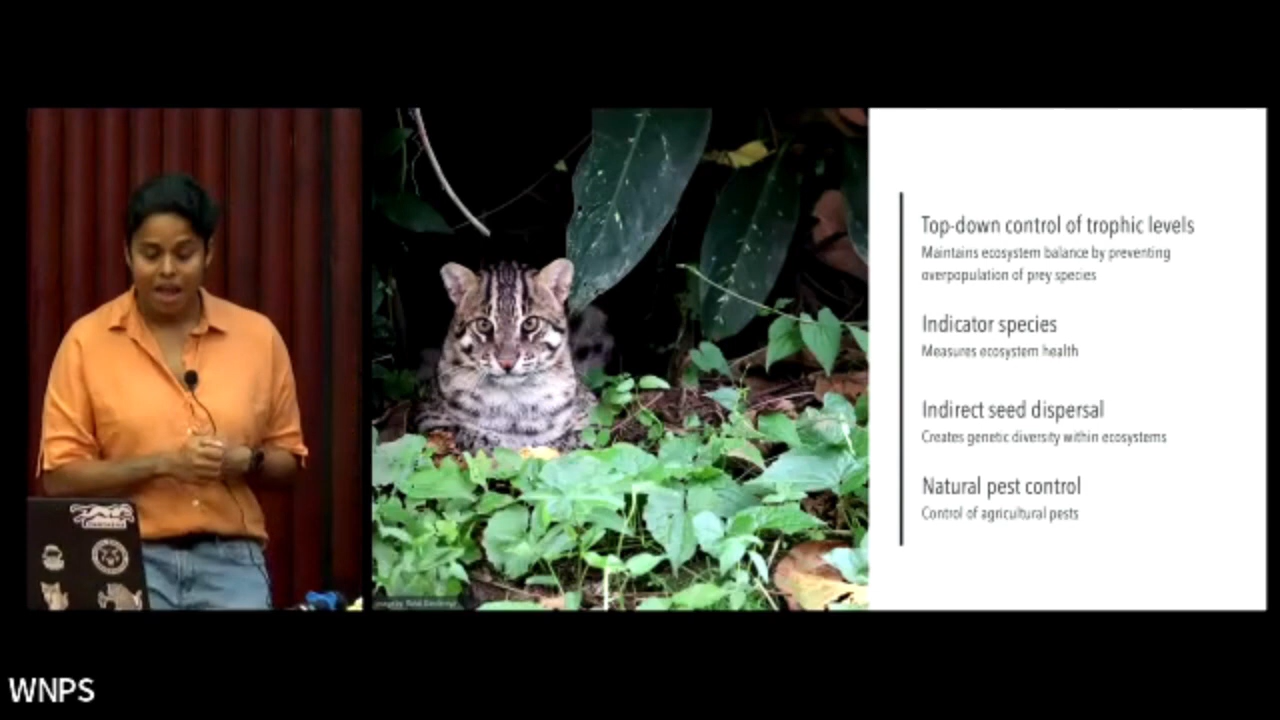 Top-down control of trophic levels
Maintains ecosystem balance by preventing
overpopulation of prey species
Indicator species
Measures ecosystem health
Indirect seed dispersal
Creates genetic diversity within ecosystems
Natural pest control
Control of agricultural pests
WNPS